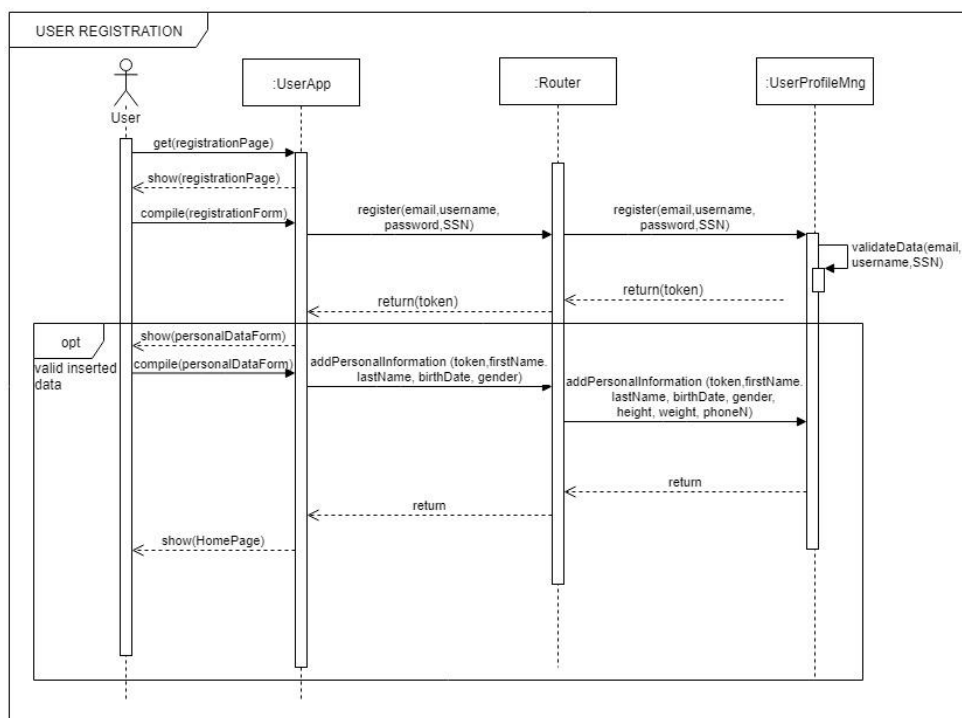 USER REGISTRATION
:UserApp
:Router
:UserProfileMng
User
get(registrationPage)
show(registrationPage)
compile(registrationForm)
register(email,username,
password,SSN)
register(email,username,
password,SSN)
validateData(email,
username,SSN)
return(token)
return(token)
opt
valid inserted
data
show(personalDataForm)
compile(personalDataForm)
addPersonalInformation (token,firstName.
lastName, birthDate, gender)
addPersonalInformation (token,firstName.
lastName, birthDate, gender,
height, weight, phoneN)
return
return
show(HomePage)